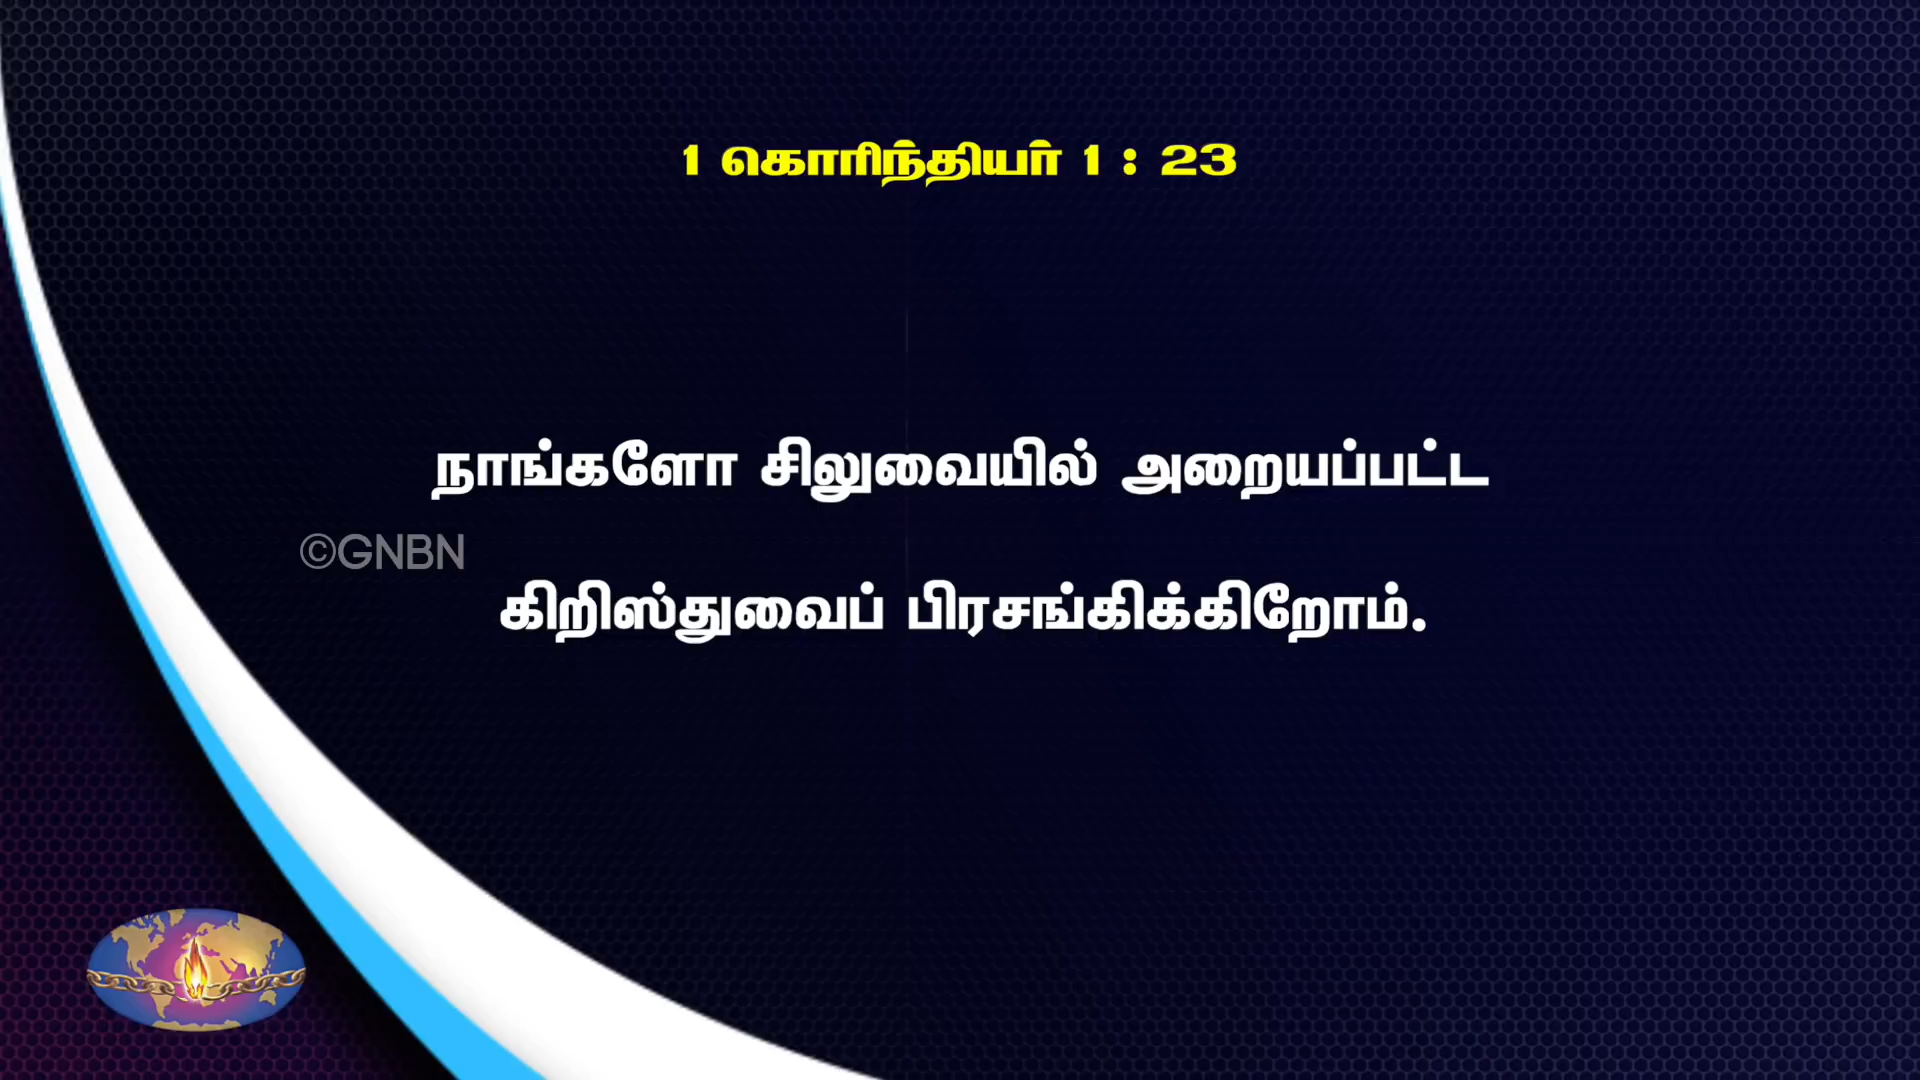 1 கொரிந்தியர் 1 : 23
நாங்களோ சிலுவையில் அறையப்பட்ட
©GNBN
கிறிஸ்துவைப் பிரசங்கிக்கிறோம்.